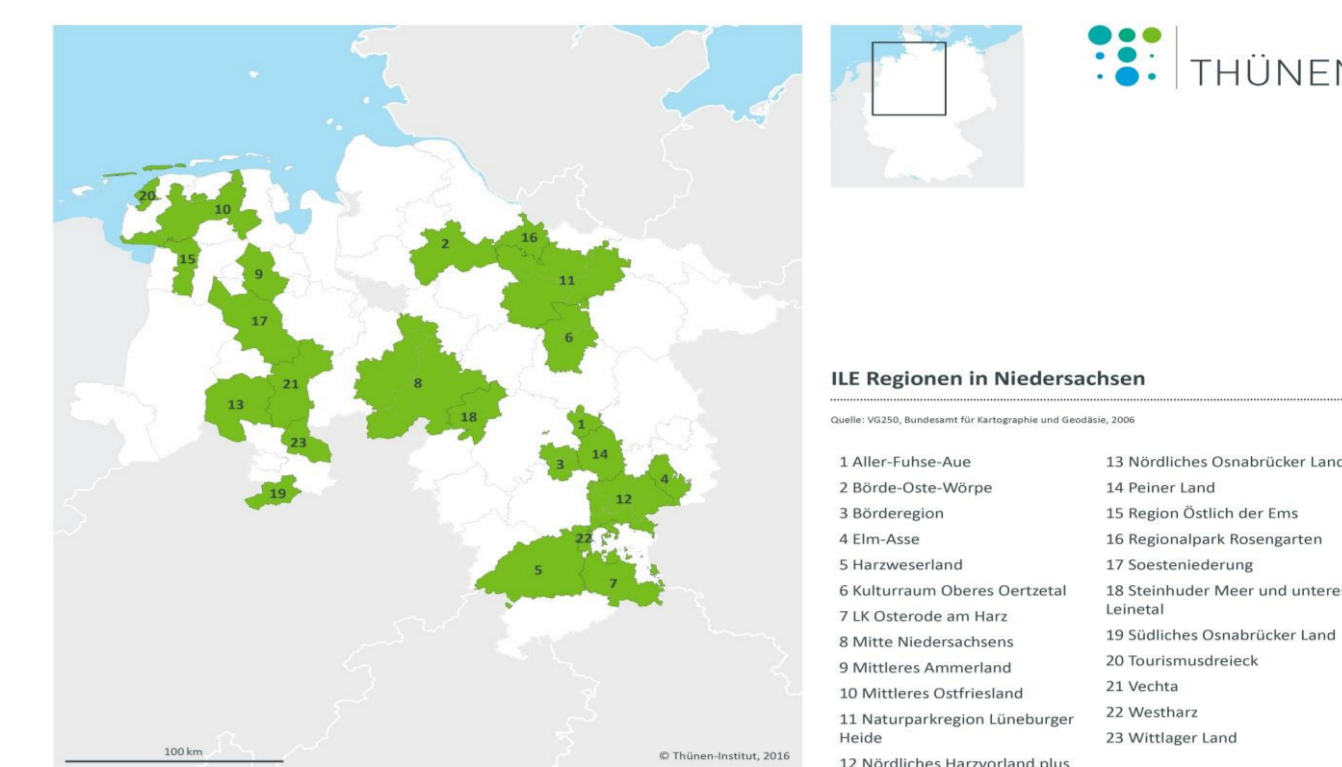 THÜNEN
20
10
2
16
15
9
11
17
6
8
21
13
18
1
23
14
3
4
19
12
22
5
7
100 km
© Thünen-Institut, 2016
ILE Regionen in Niedersachsen
Quelle: VG250, Bundesamt für Kartographie und Geodäsie, 2006
1 Aller-Fuhse-Aue
2 Börde-Oste-Wörpe
3 Börderegion
4 Elm-Asse
5 Harzweserland
6 Kulturraum Oberes Oertzetal
7 LK Osterode am Harz
8 Mitte Niedersachsens
9 Mittleres Ammerland
10 Mittleres Ostfriesland
11 Naturparkregion Lüneburger
Heide
12 Nördliches Harzvorland plus
13 Nördliches Osnabrücker Land
14 Peiner Land
15 Region Östlich der Ems
16 Regionalpark Rosengarten
17 Soesteniederung
18 Steinhuder Meer und unteres
Leinetal
19 Südliches Osnabrücker Land
20 Tourismusdreieck
21 Vechta
22 Westharz
23 Wittlager Land